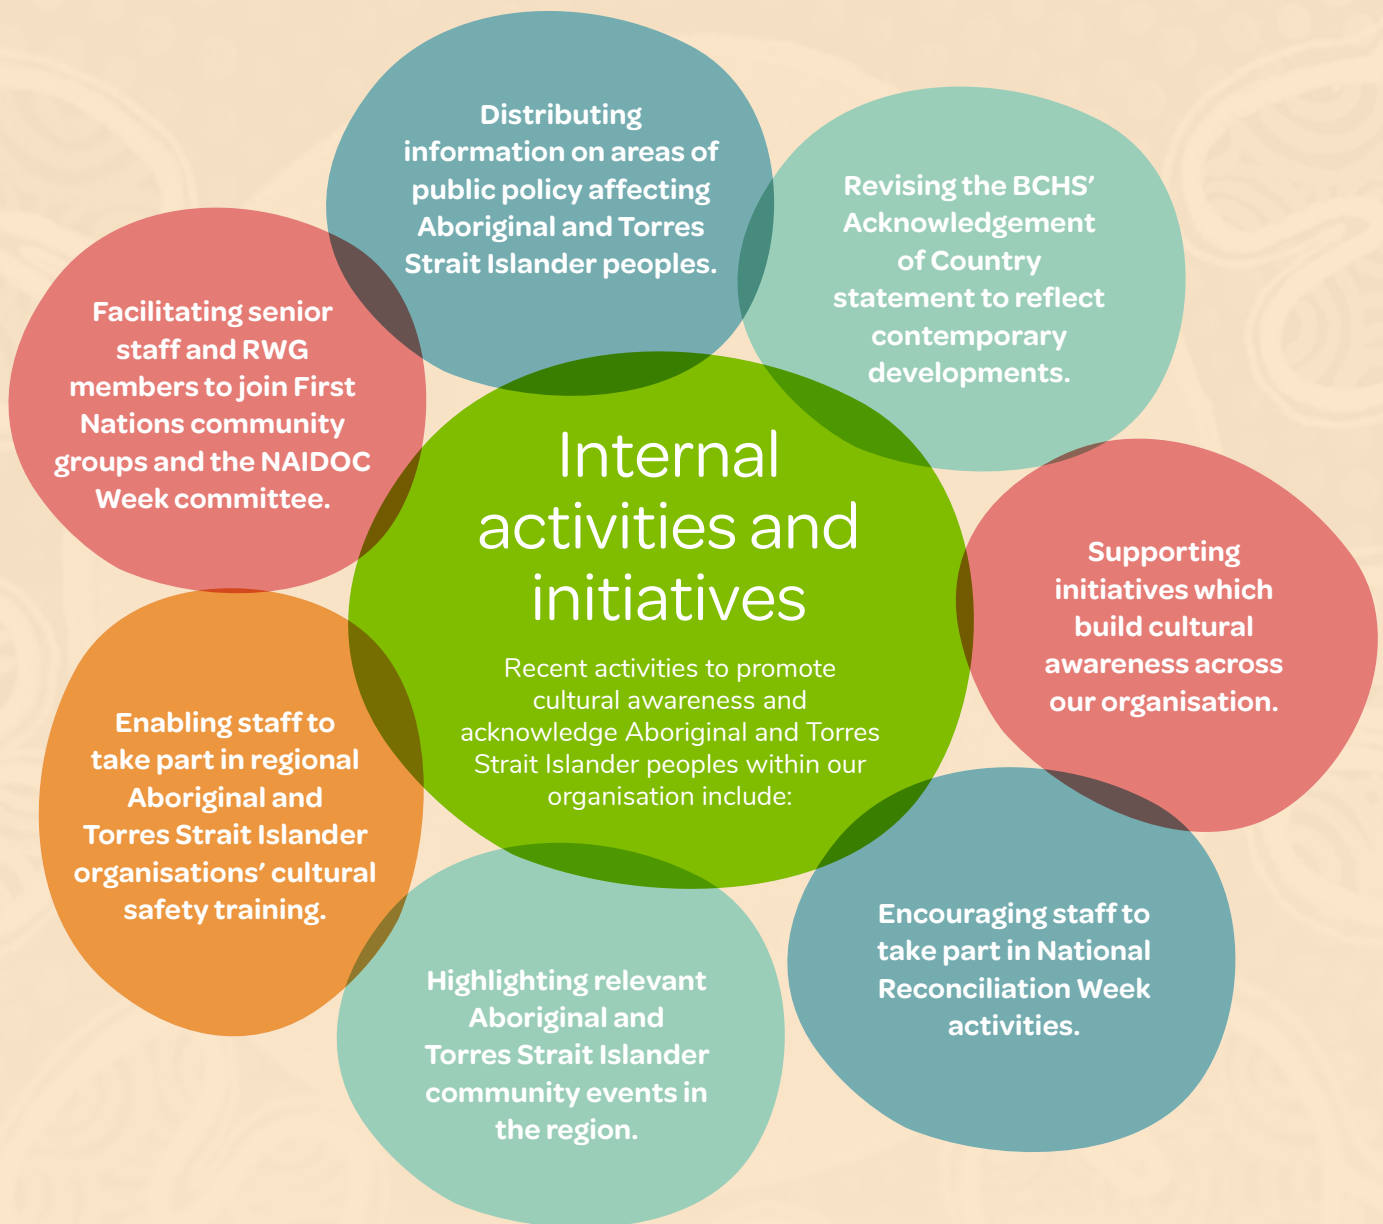 Internal
activities and
initiatives
Recent activities to promote
cultural awareness and
acknowledge Aboriginal and Torres
Strait Islander peoples within our
organisation include:
Distributing
information on areas of
public policy affecting
Aboriginal and Torres
Strait Islander peoples.
Revising the BCHS’
Acknowledgement
of Country
statement to reflect
contemporary
developments.
Supporting
initiatives which
build cultural
awareness across
our organisation.
Encouraging staff to
take part in National
Reconciliation Week
activities.
Highlighting relevant
Aboriginal and
Torres Strait Islander
community events in
the region.
Enabling staff to
take part in regional
Aboriginal and
Torres Strait Islander
organisations’ cultural
safety training.
Facilitating senior
staff and RWG
members to join First
Nations community
groups and the NAIDOC
Week committee.